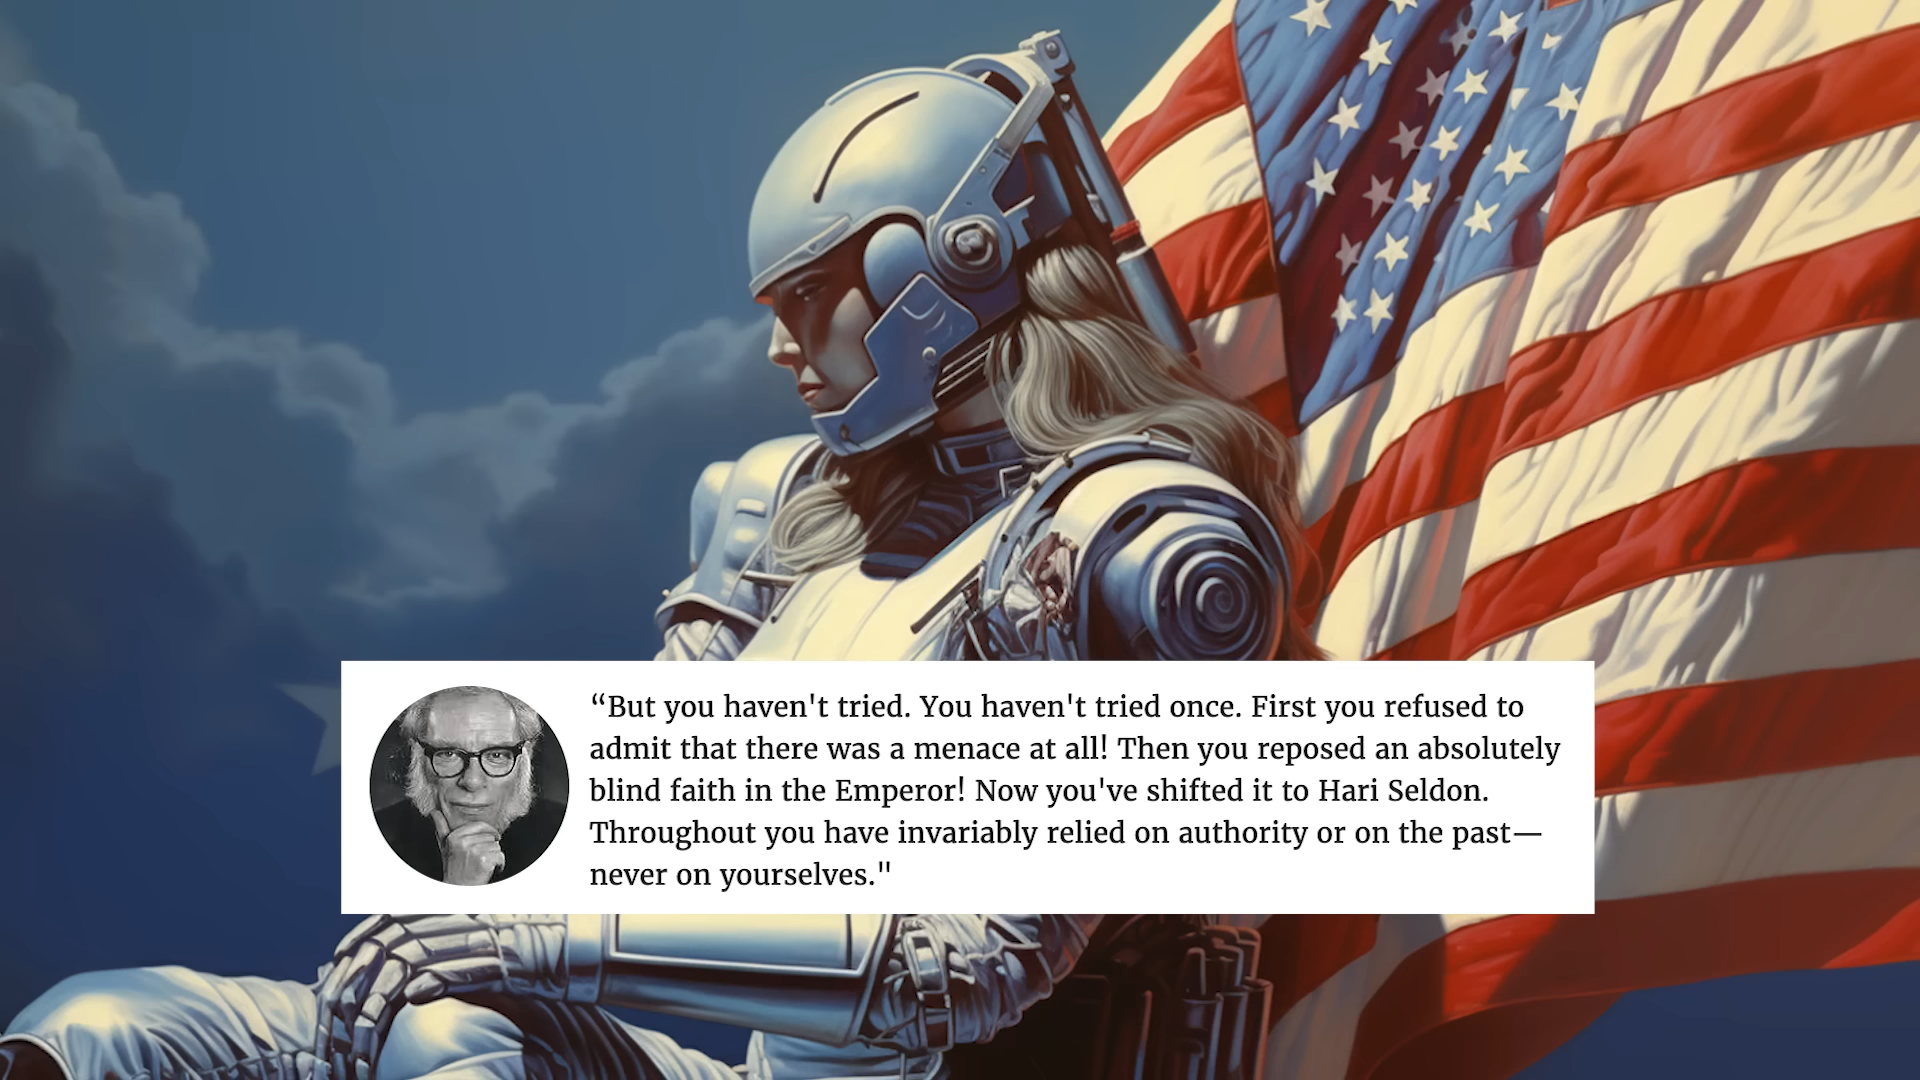 “But you haven't tried. You haven't tried once. First you refused to
admit that there was a menace at all! Then you reposed an absolutely
blind faith in the Emperor! Now you've shifted it to Hari Seldon.
Throughout you have invariably relied on authority or on the past—
never on yourselves."